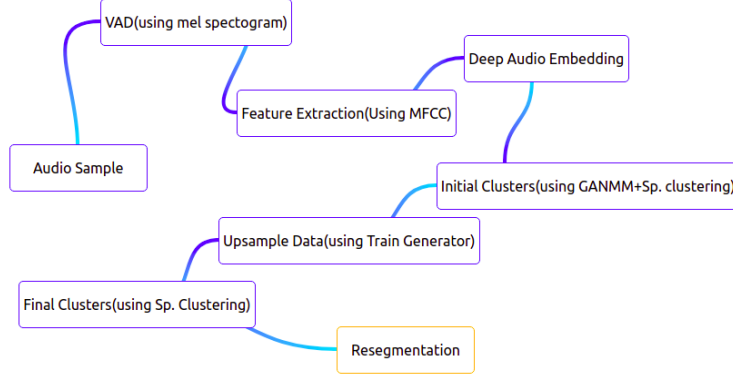 VAD(using mel spectogram)
Deep Audio Embedding
Feature Extraction(Using MFCC)
Audio Sample
Initial Clusters(using GANMM+Sp. clustering)
Upsample Data(using Train Generator)
Final Clusters(using Sp. Clustering)
Resegmentation